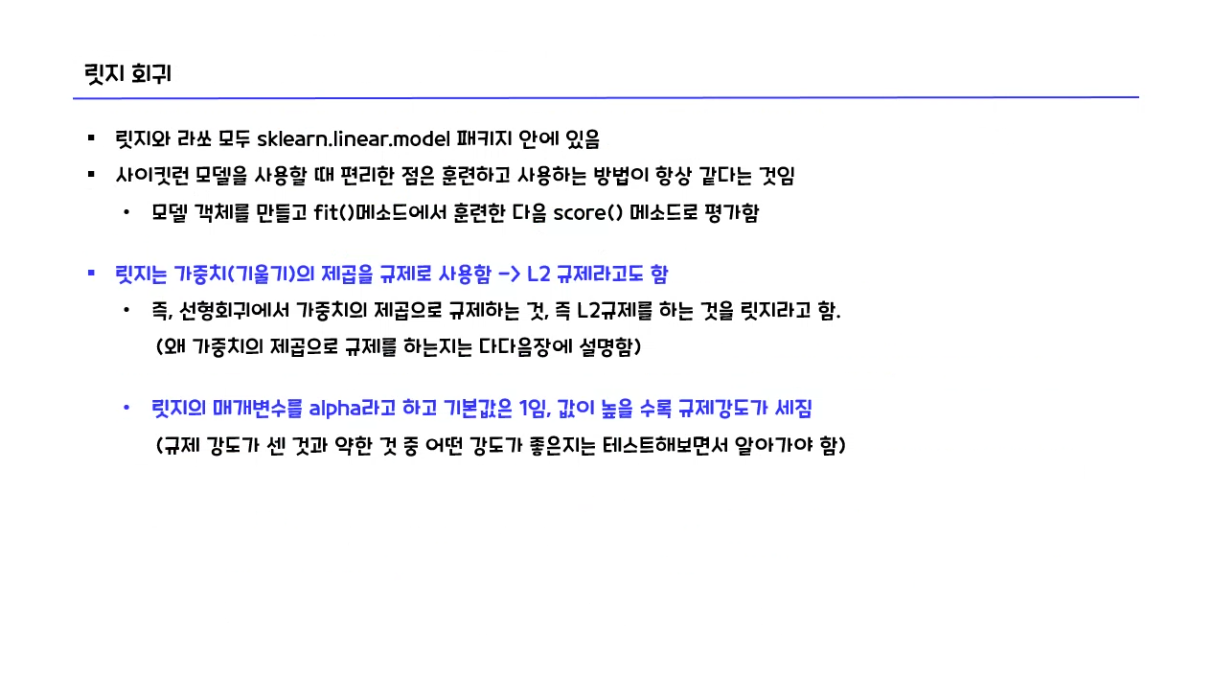 릿지 회귀
▪ 릿지와 라쏘 모두 sklearn.linear.model 패키지 안에 있음
▪ 사이킷런 모델을 사용할 때 편리한 점은 훈련하고 사용하는 방법이 항상 같다는 것임
• 모델 객체를 만들고 fit()메소드에서 훈련한 다음 score() 메소드로 평가함
▪ 릿지는 가중치(기울기)의 제곱을 규제로 사용함 -> L2 규제라고도 함
• 즉, 선형회귀에서 가중치의 제곱으로 규제하는 것, 즉 L2규제를 하는 것을 릿지라고 함.
(왜 가중치의 제곱으로 규제를 하는지는 다다음장에 설명함)
• 릿지의 매개변수를 alpha라고 하고 기본값은 1임, 값이 높을 수록 규제강도가 세짐
(규제 강도가 센 것과 약한 것 중 어떤 강도가 좋은지는 테스트해보면서 알아가야 함)